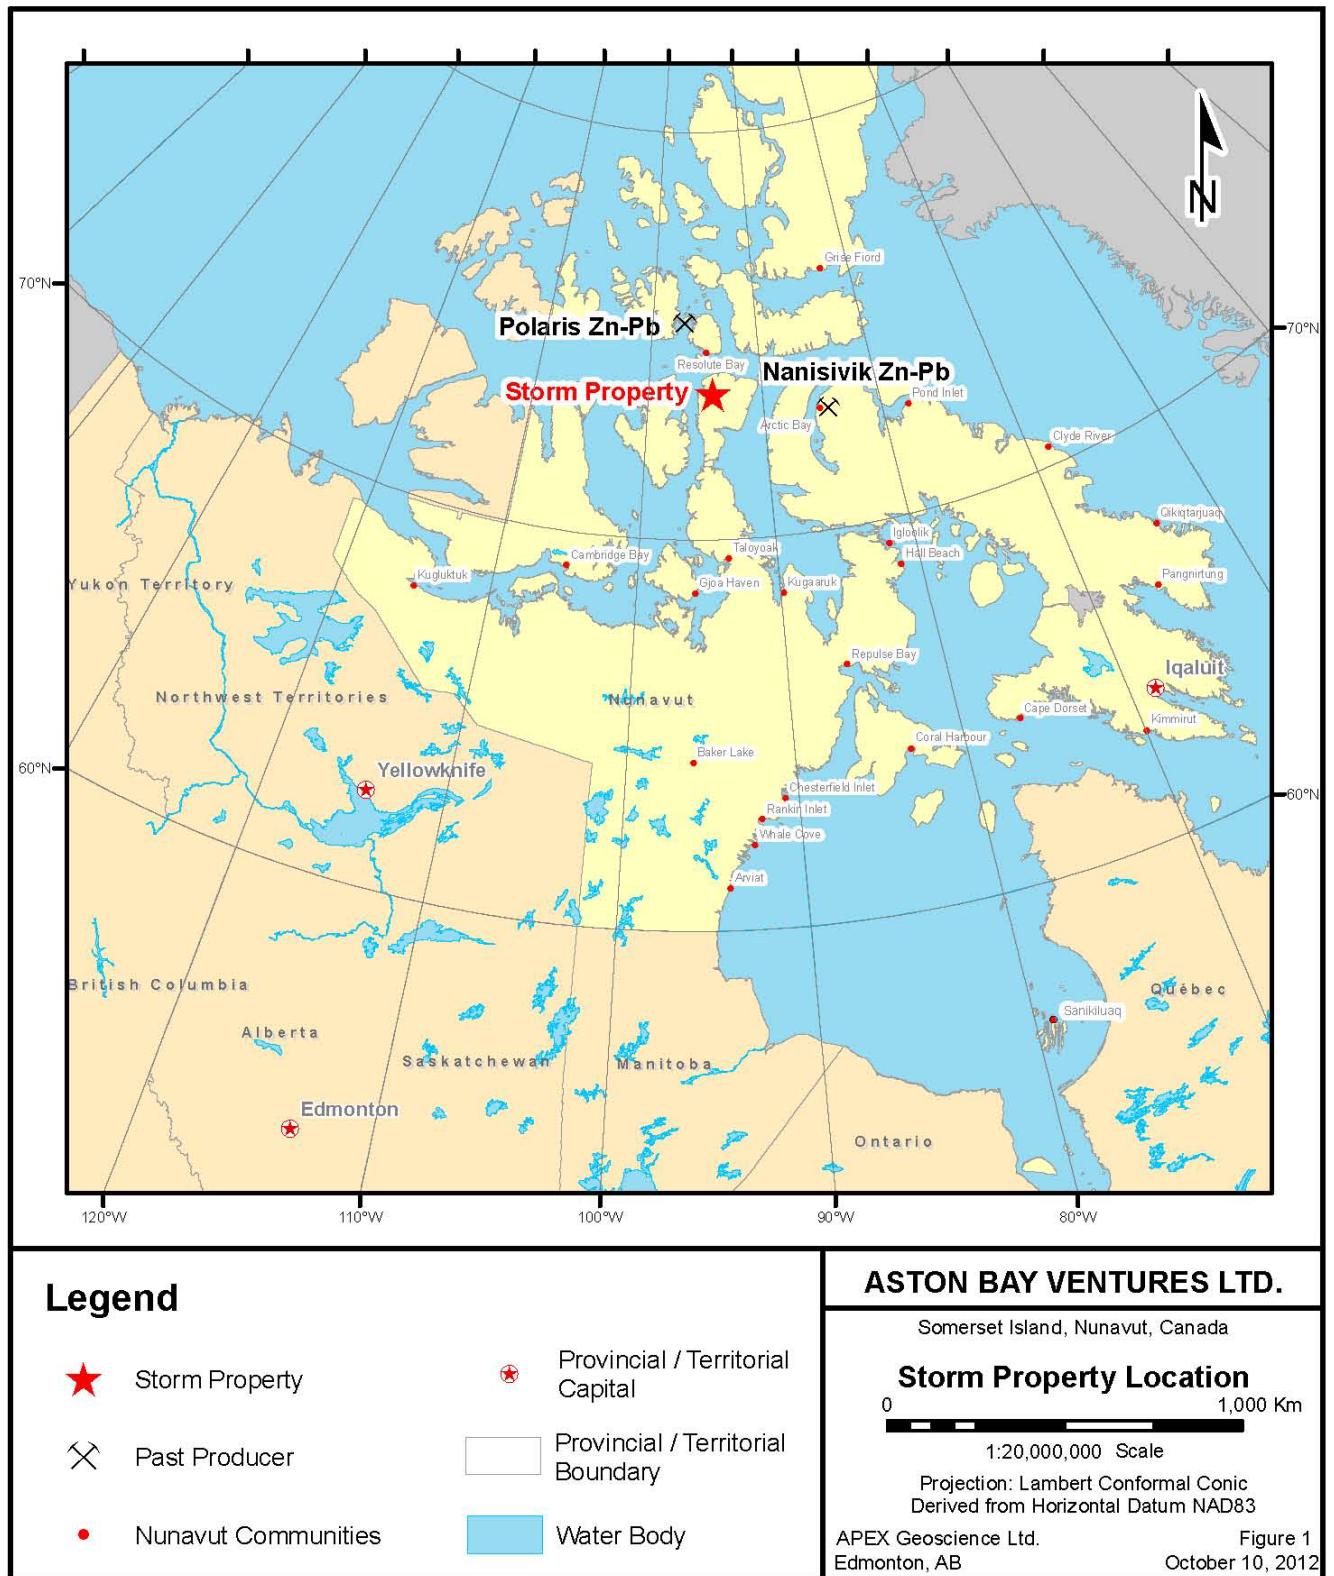 N
Grise Fiord
70°N
70°N
Polaris Zn-Pb
Resolute Bay
Nanisivik Zn-Pb
Storm Property
Pond Inlet
Arctic Bay
Clyde River
Qikiqtarjuaq
Igloolik
Hall Beach
Taloyoak
Cambridge Bay
Kugluktuk
Gjoa Haven
Kugaaruk
Pangnirtung
Yukon Territory
Repulse Bay
Iqaluit
Northwest Territories
Nunavut
Cape Dorset
Kimmirut
Coral Harbour
Baker Lake
60°N
Yellowknife
Chesterfield Inlet
60°N
Rankin Inlet
Whale Cove
Arviat
British Columbia
Québec
Sanikiluaq
Alberta
Saskatchewan
Manitoba
Edmonton
Ontario
120°W
110°W
100°W
90°W
80°W
Legend
Storm Property
Past Producer
Nunavut Communities
Provincial / Territorial
Capital
Provincial / Territorial
Boundary
Water Body
ASTON BAY VENTURES LTD.
Somerset Island, Nunavut, Canada
Storm Property Location
0 1,000 Km
1:20,000,000 Scale
Projection: Lambert Conformal Conic
Derived from Horizontal Datum NAD83
APEX Geoscience Ltd.
Edmonton, AB
Figure 1
October 10, 2012